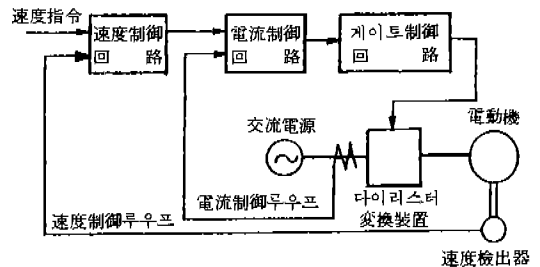 速度指令
速度制御
回路
電流制御
回路
게이트制御
回路
交流電源
電動機
電流制御루우프
다이리스터
変換装置
速度制御루우프
速度検出器